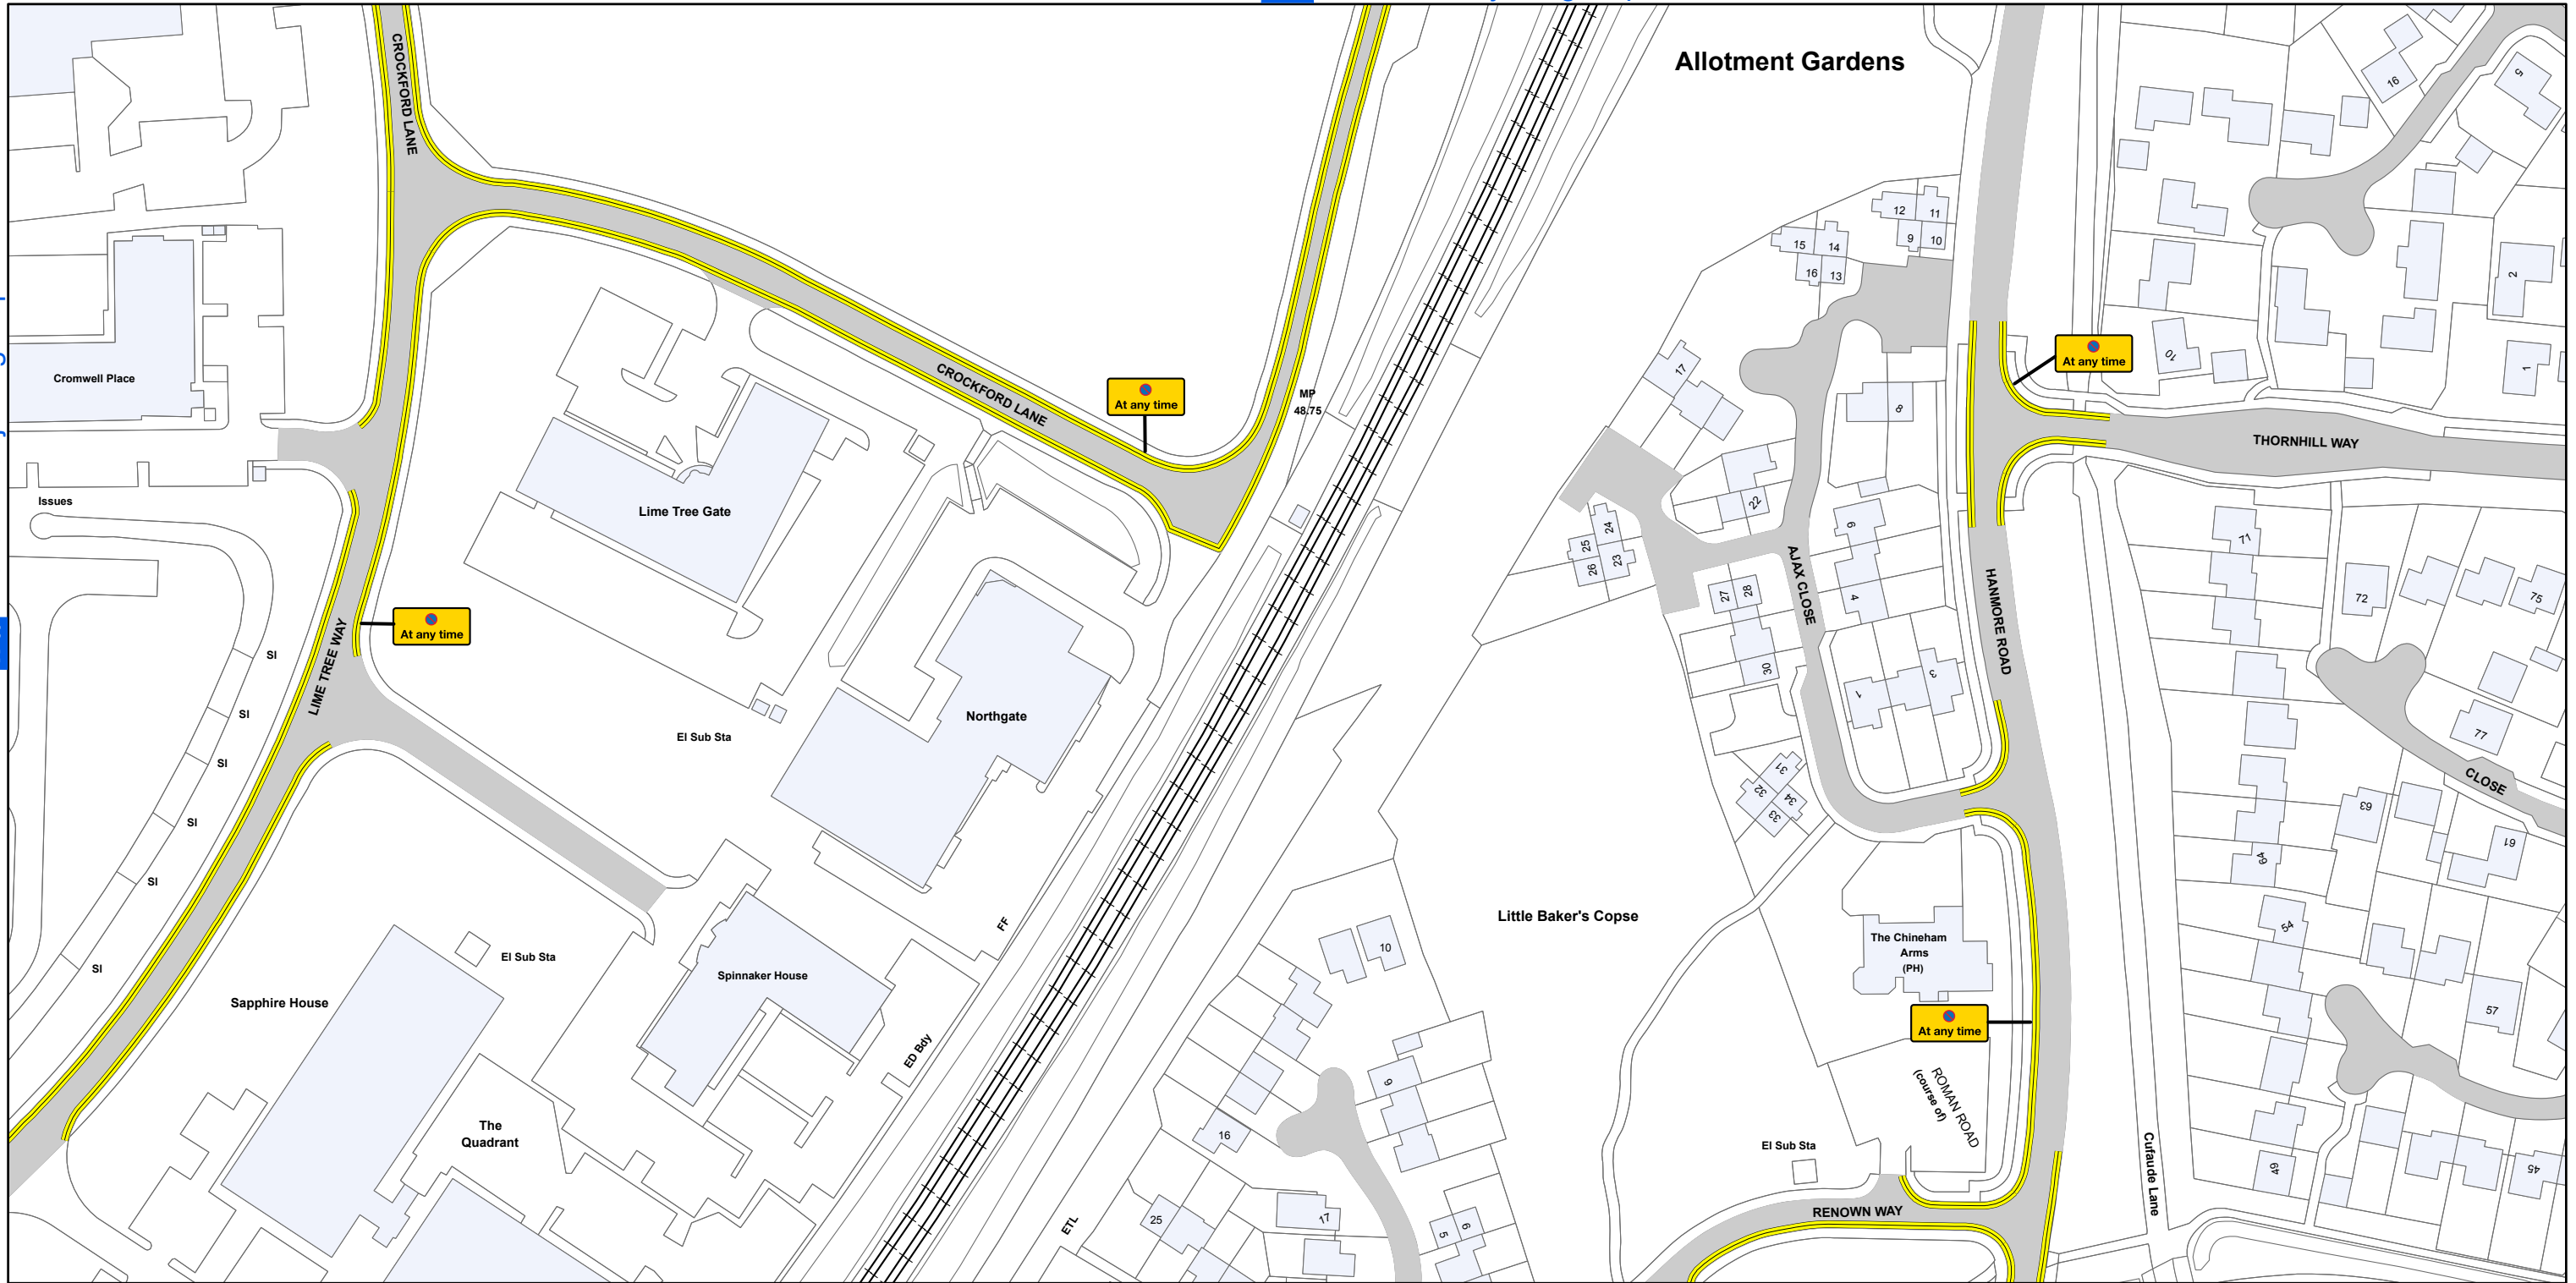 Allotment Gardens
CROCKFORD LANE
16
5
12
11
9
10
15
14
16
13
2
1
10
At any time
Cromwell Place
17
8
MP
48.75
At any time
CROCKFORD LANE
THORNHILL WAY
Issues
Lime Tree Gate
22
24
25
23
26
6
71
AJAX CLOSE
HANMORE ROAD
27
28
4
72
75
At any time
LIME TREE WAY
SI
30
3
1
SI
Northgate
El Sub Sta
77
SI
31
32
34
33
CLOSE
63
SI
61
64
SI
FF
Little Baker's Copse
54
10
The Chineham
Arms
(PH)
El Sub Sta
SI
Spinnaker House
Sapphire House
57
At any time
ED Bdy
9
ROMAN ROAD
(course of)
The
Quadrant
16
El Sub Sta
Cufaude Lane
49
45
RENOWN WAY
25
17
ETL
5
6